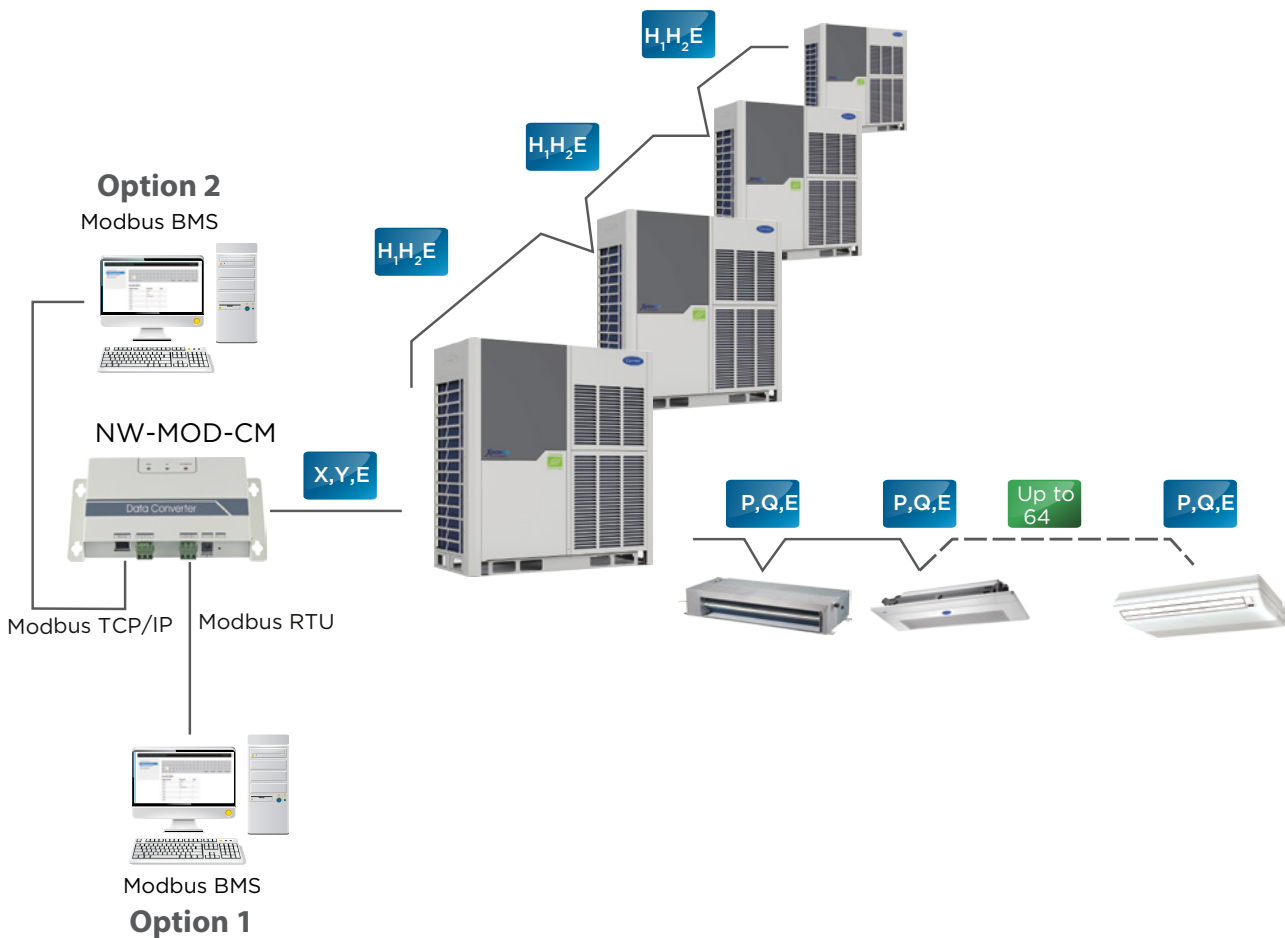 H₁H₂E
H₁H₂E
Option 2
Modbus BMS
H₁H₂E
NW-MOD-CM
X,Y,E
Data Converter
P,Q,E
P,Q,E
Up to
64
P,Q,E
Modbus TCP/IP
Modbus RTU
Modbus BMS
Option 1